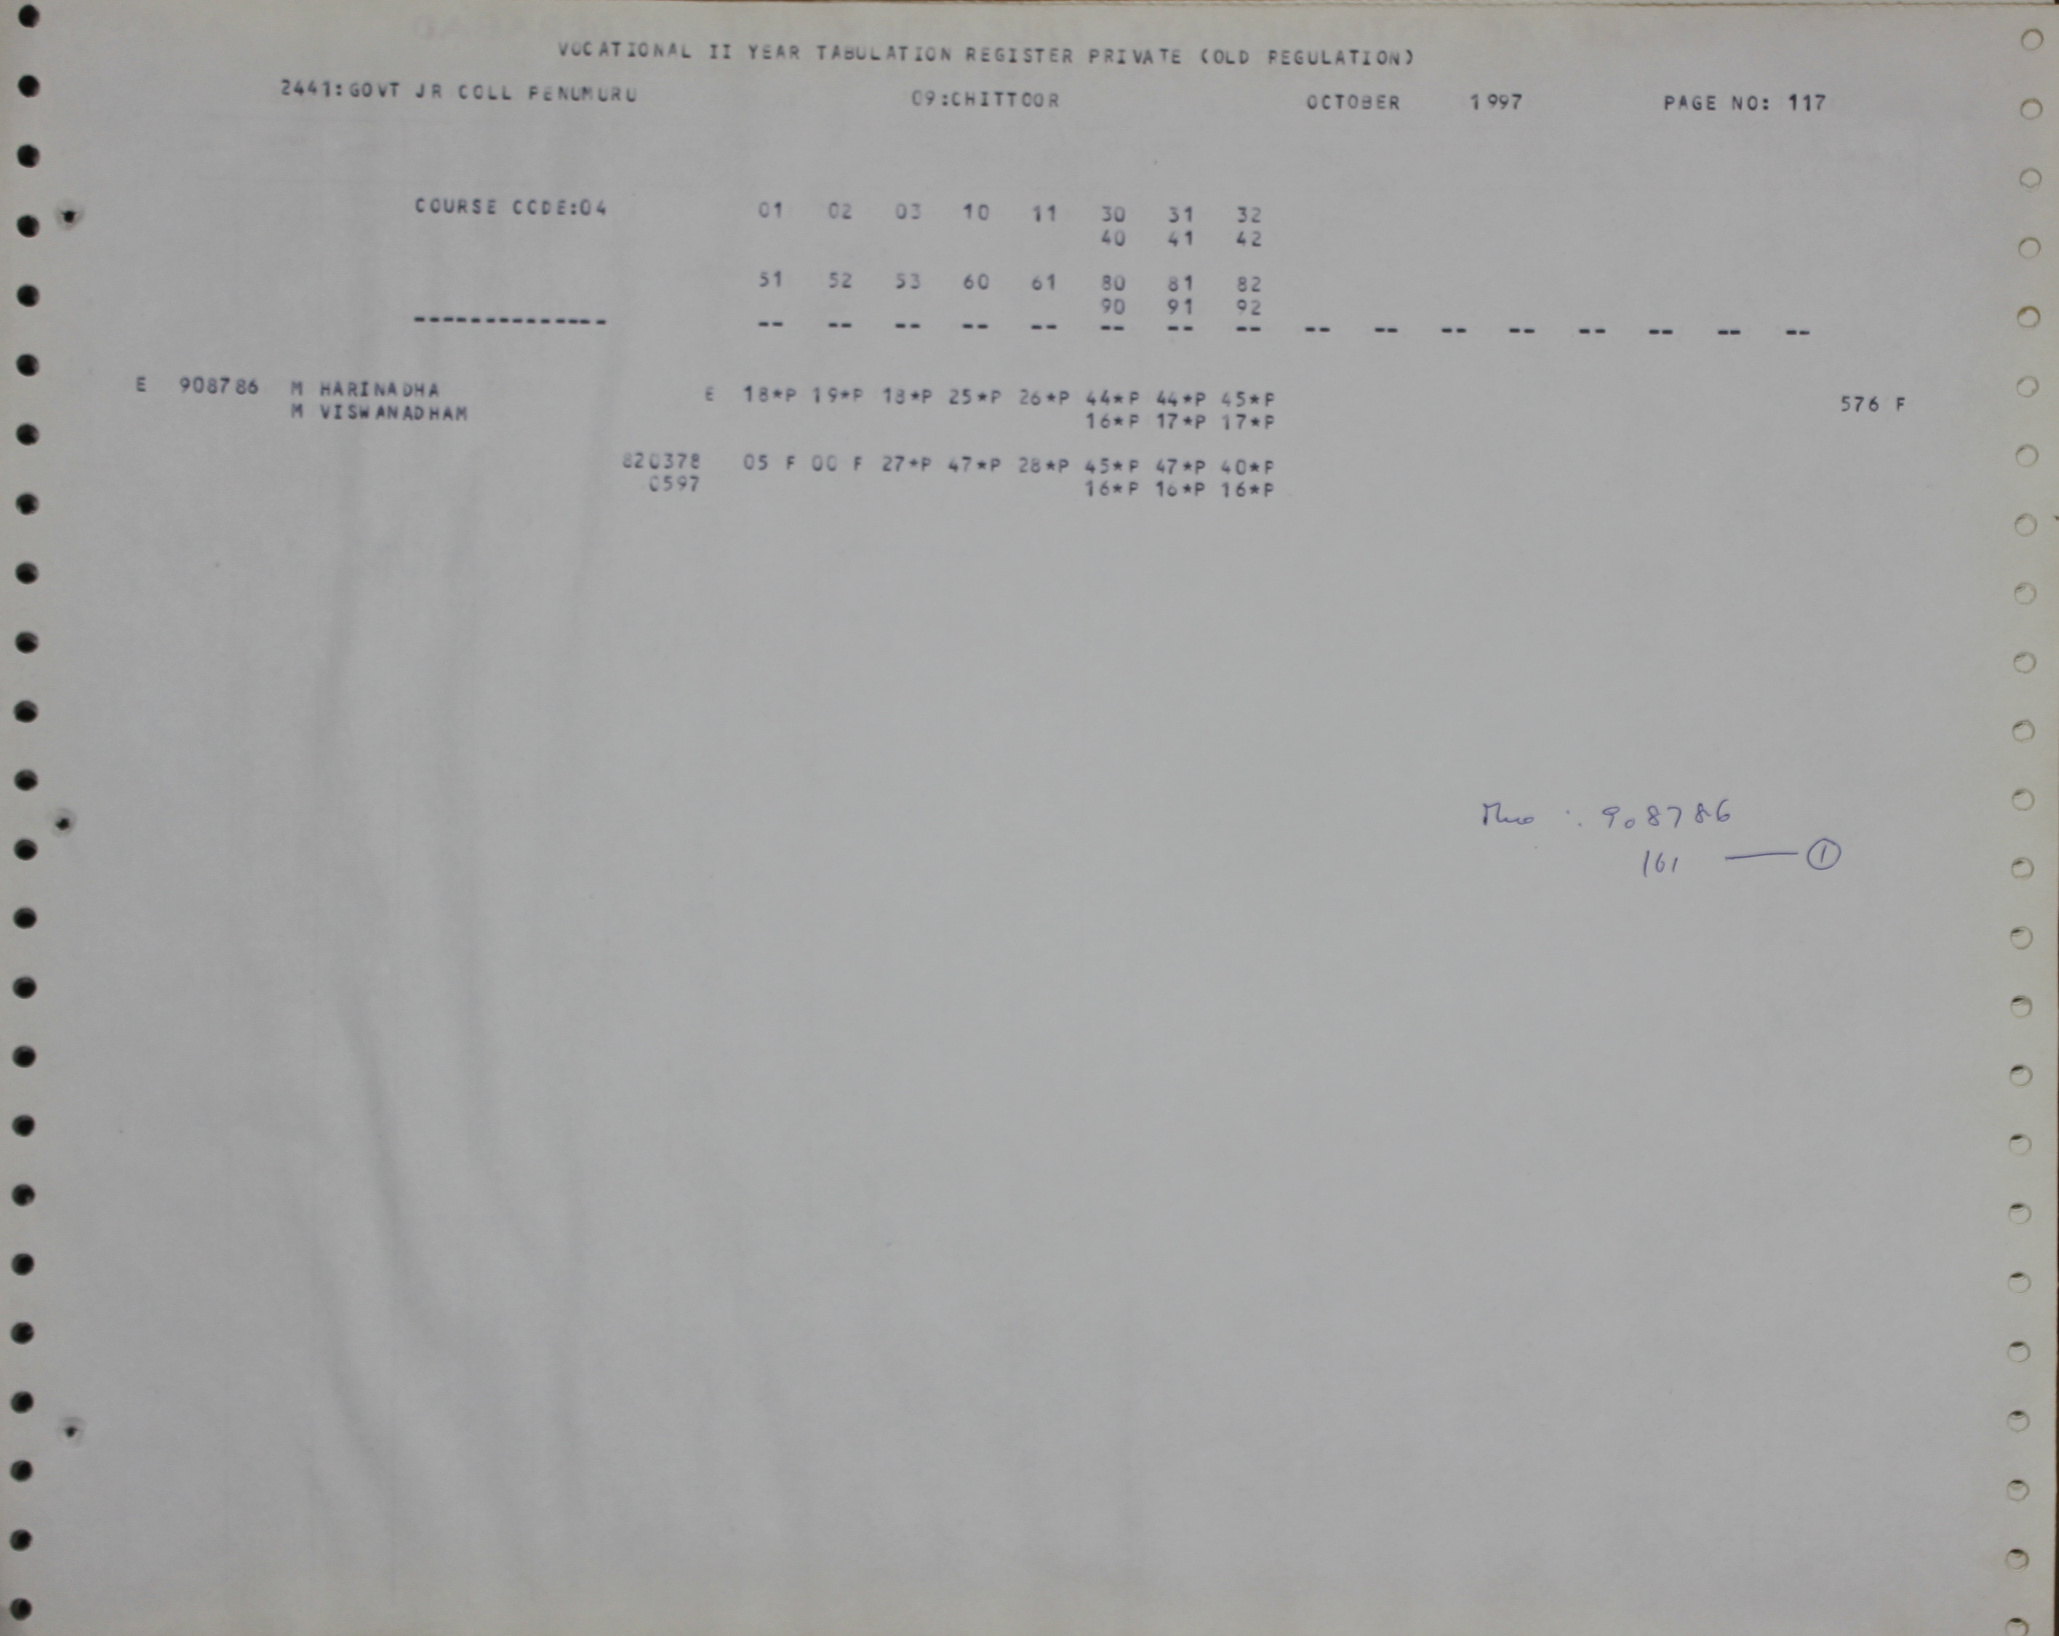 VOCATIONAL II YEAR TABULATION REGISTER PRIVATE (OLD REGULATION)
2441:GOVT JR COLL PENUMURU 09:CHITTOOR OCTOBER 1997 PAGE NO: 117
COURSE CODE:04 01 02 03 10 11 30 31 32
40 41 42
51 52 53 60 61 80 81 82
90 91 92
-------------- -- -- -- -- -- -- -- -- -- -- -- -- -- -- -- --
E 908786 M HARINADHA E 18*P 19*P 18*P 25*P 26*P 44*P 44*P 45*P 576 F
M VISWANADHAM 16*P 17*P 17*P
820378 05 F 00 F 27*P 47*P 28*P 45*P 47*P 40*P
0597 16*P 16*P 16*P
: 908786
161 — 1